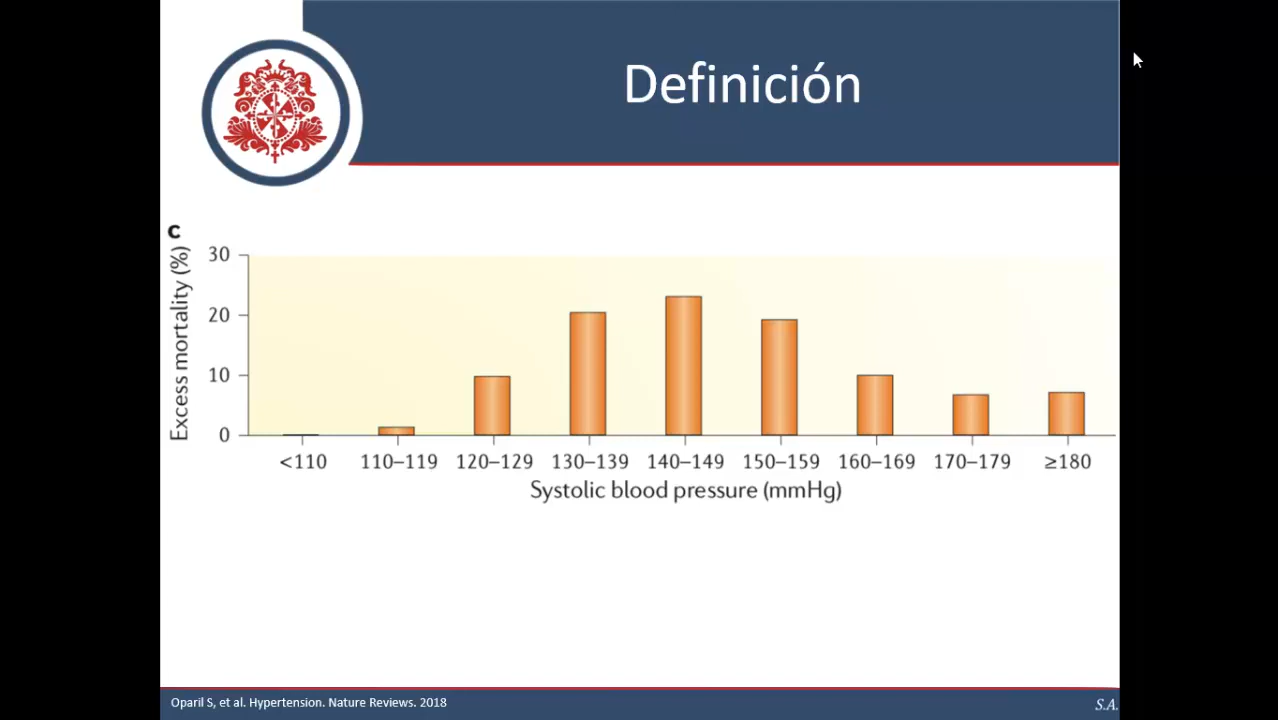 Definición
c
Excess mortality (%)
30
20
10
0
<110 110–119 120–129 130–139 140–149 150–159 160–169 170–179 ≥180
Systolic blood pressure (mmHg)
Oparil S, et al. Hypertension. Nature Reviews. 2018
S.A.